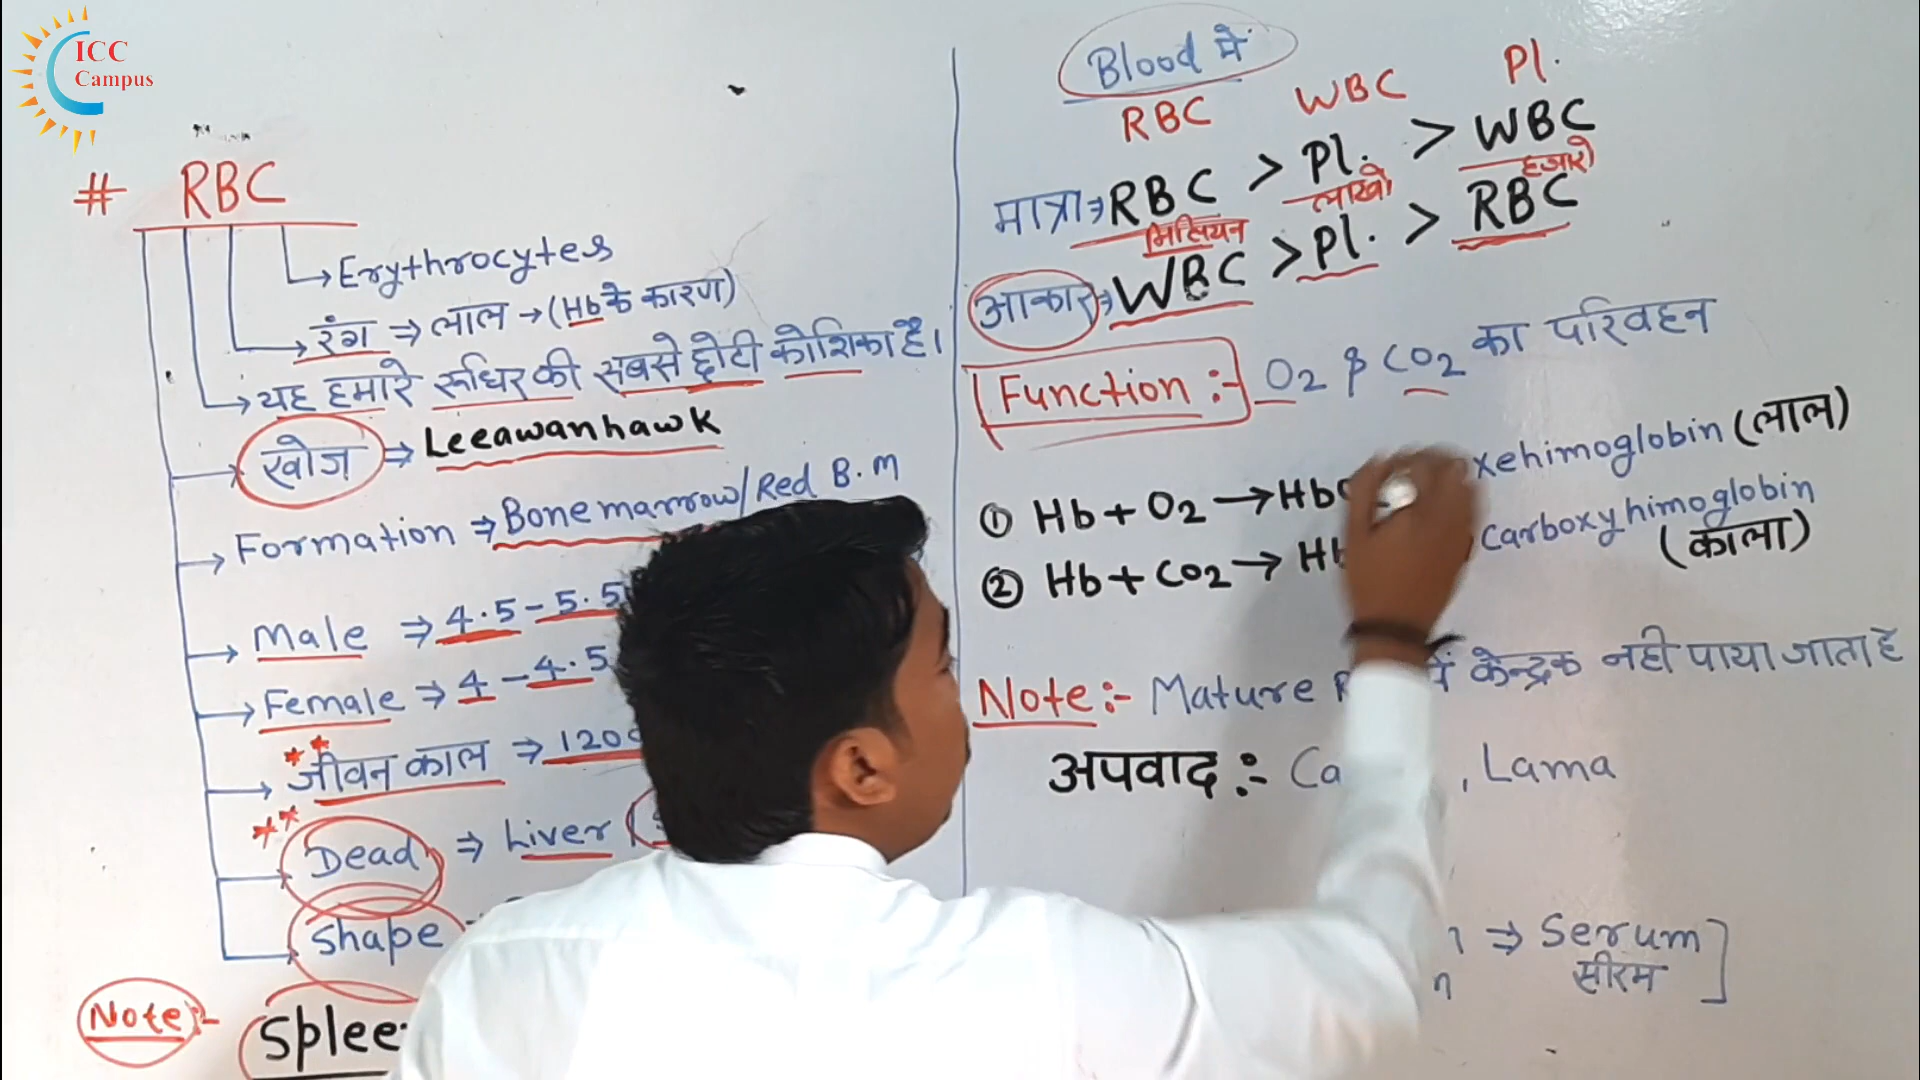 ICC
Campus
# RBC
Erythrocytes
रंग ⇒ लाल → (Hb के कारण)
यह हमारे रूधिर की सबसे छोटी कोशिका है।
खोज ⇒ Leeawanhawk
Formation ⇒ Bone marrow/Red B.M
Male ⇒ 4.5 - 5.5
Female ⇒ 4 - 4.5
** जीवन काल ⇒ 120
** Dead ⇒ Liver (
Shape
Note:-
Splee
Blood में
RBC WBC Pl.
मात्रा ⇒ RBC > Pl. > WBC
मिलियन लाखो हजारो
आकार ⇒ WBC > Pl. > RBC
Function :- O2 & CO2 का परिवहन
① Hb + O2 → Hb xehimoglobin (लाल)
② Hb + CO2 → Hb Carboxyhimoglobin
(काला)
Note:- Mature R में केन्द्रक नही पाया जाता है
अपवाद :- Ca , Lama
n ⇒ Serum
n सीरम ]